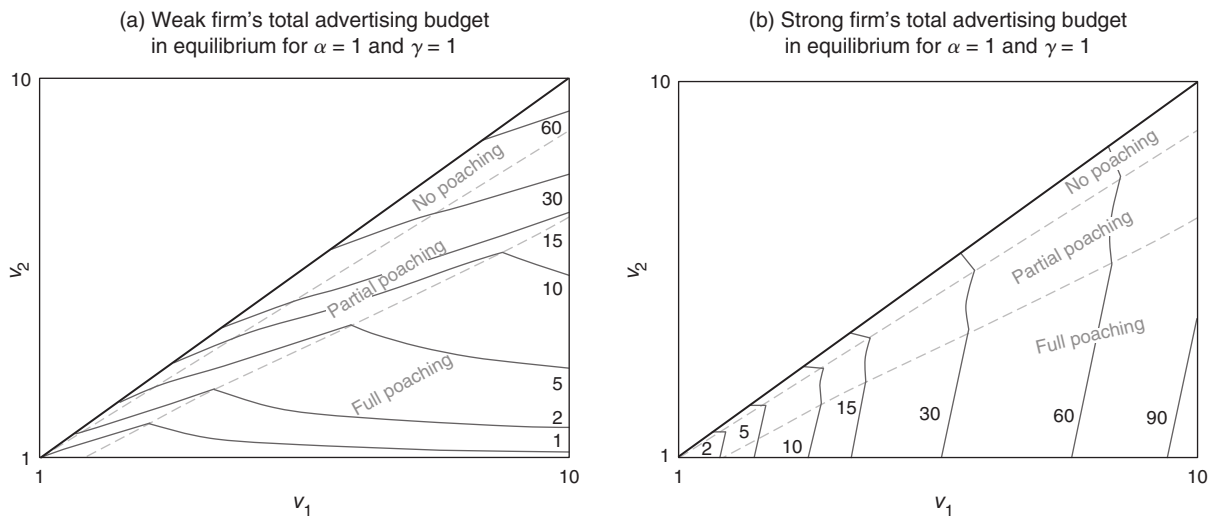 (a) Weak firm's total advertising budget
in equilibrium for α = 1 and γ = 1
10
60
No poaching
30
15
Partial poaching
10
v2
Full poaching
5
2
1
1
1
10
v1
(b) Strong firm's total advertising budget
in equilibrium for α = 1 and γ = 1
10
No poaching
Partial poaching
v2
Full poaching
2
5
10
15
30
60
90
1
1
10
v1